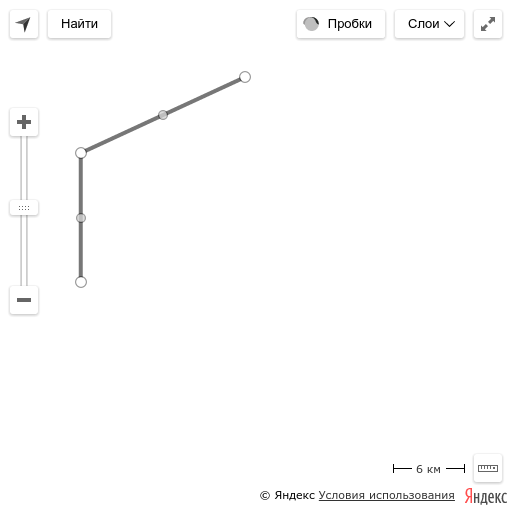 Найти
Пробки
Слои
6 км
© Яндекс Условия использования
Яндекс